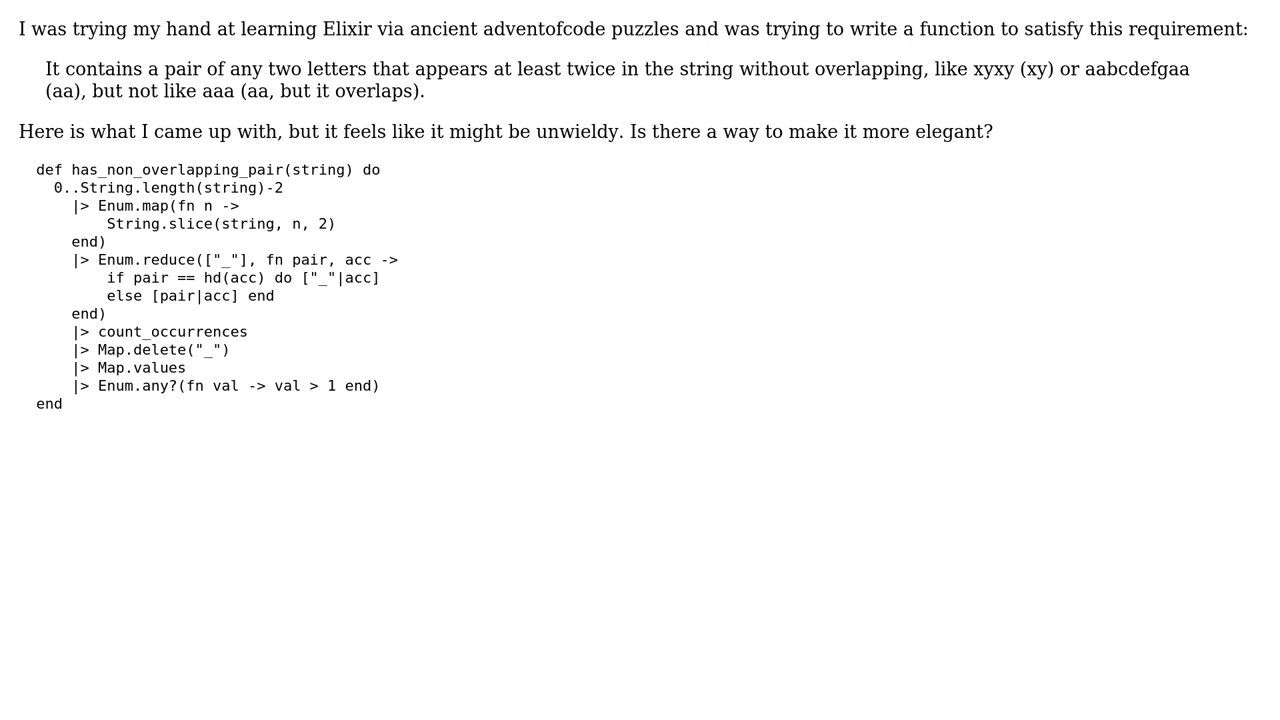 I was trying my hand at learning Elixir via ancient adventofcode puzzles and was trying to write a function to satisfy this requirement:
It contains a pair of any two letters that appears at least twice in the string without overlapping, like xyxy (xy) or aabcdefgaa
(aa), but not like aaa (aa, but it overlaps).
Here is what I came up with, but it feels like it might be unwieldy. Is there a way to make it more elegant?
def has_non_overlapping_pair(string) do
  0..String.length(string)-2
    |> Enum.map(fn n ->
        String.slice(string, n, 2)
    end)
    |> Enum.reduce(["_"], fn pair, acc ->
        if pair == hd(acc) do ["_"|acc]
        else [pair|acc] end
    end)
    |> count_occurrences
    |> Map.delete("_")
    |> Map.values
    |> Enum.any?(fn val -> val > 1 end)
end